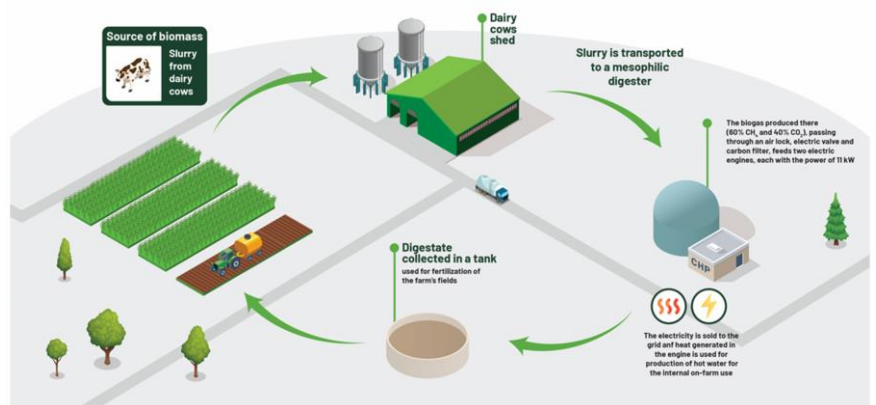 Source of biomass
Slurry
from
dairy
cows
Dairy
cows
shed
Slurry is transported
to a mesophilic
digester
The biogas produced there
(60% CH₄ and 40% CO₂), passing
through an air lock, electric valve and
carbon filter, feeds two electric
engines, each with the power of 11 kW
CHP
Digestate
collected in a tank
used for fertilization of
the farm's fields
The electricity is sold to the
grid anf heat generated in
the engine is used for
production of hot water for
the internal on-farm use